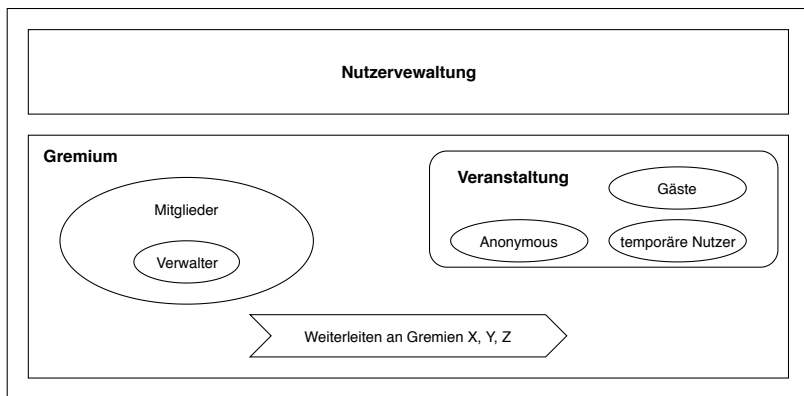 Nutzervewaltung
Gremium
Veranstaltung
Gäste
Mitglieder
Anonymous
temporäre Nutzer
Verwalter
Weiterleiten an Gremien X, Y, Z